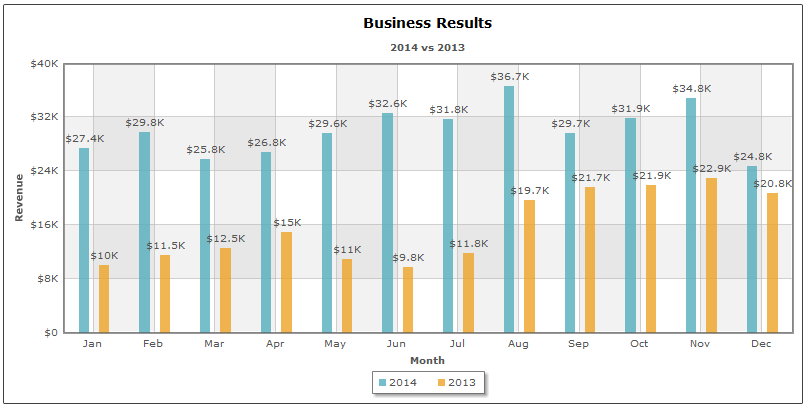 Business Results
2014 vs 2013
$40K
$32K
$24K
$16K
$8K
$0
Revenue
$27.4K
$10K
$29.8K
$11.5K
$25.8K
$12.5K
$26.8K
$15K
$29.6K
$11K
$32.6K
$9.8K
$31.8K
$11.8K
$36.7K
$19.7K
$29.7K
$21.7K
$31.9K
$21.9K
$34.8K
$22.9K
$24.8K
$20.8K
Jan Feb Mar Apr May Jun Jul Aug Sep Oct Nov Dec
Month
2014 2013